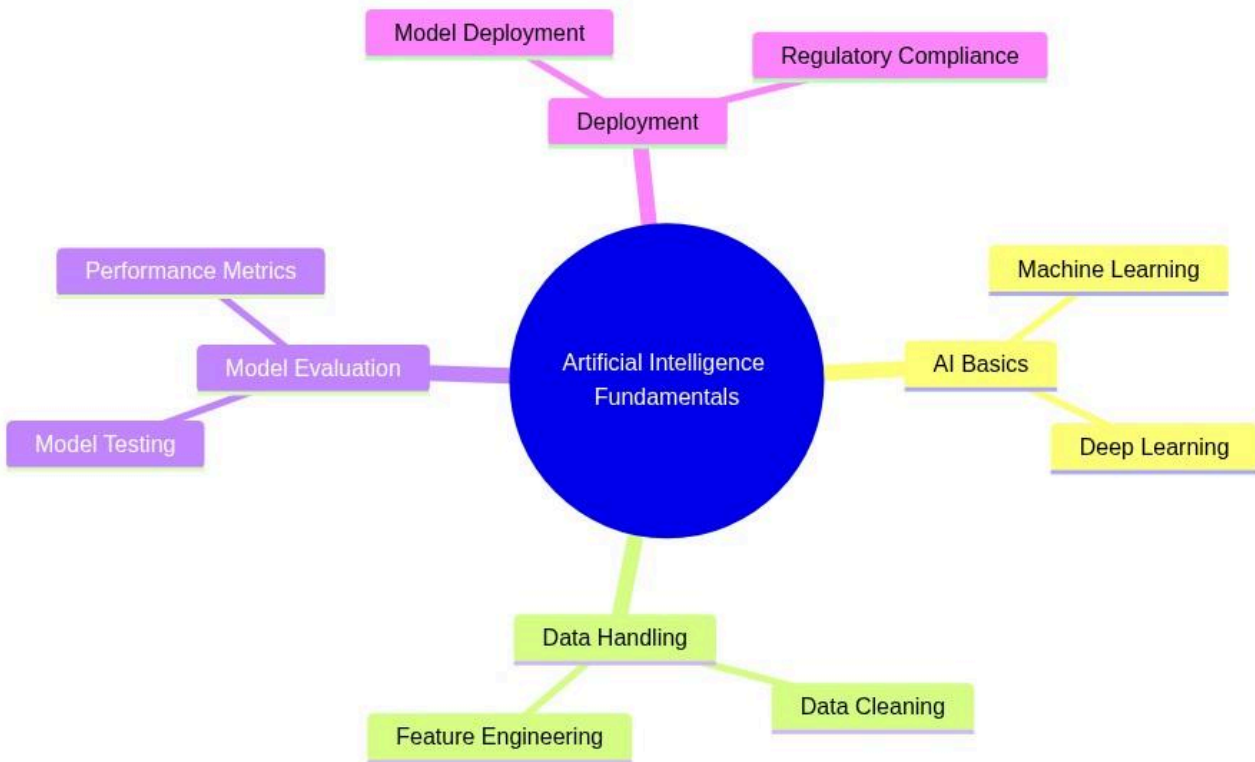 Model Deployment
Regulatory Compliance
Deployment
Performance Metrics
Machine Learning
Model Evaluation
Artificial Intelligence
Fundamentals
AI Basics
Model Testing
Deep Learning
Data Handling
Data Cleaning
Feature Engineering